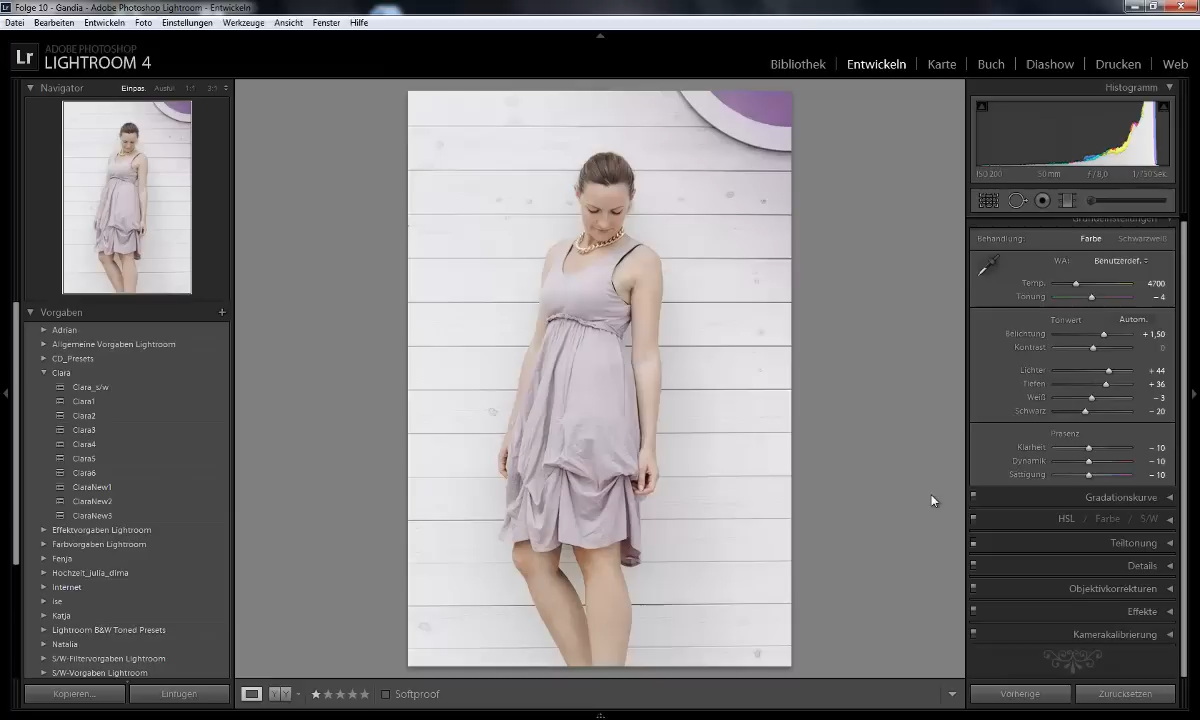 Folge 10 - Gandia - Adobe Photoshop Lightroom - Entwickeln
Datei Bearbeiten Entwickeln Foto Einstellungen Werkzeuge Ansicht Fenster Hilfe
Lr ADOBE PHOTOSHOP
LIGHTROOM 4
Bibliothek Entwickeln Karte Buch Diashow Drucken Web
Navigator Einpas. Ausfül. 1:1 2:1
Histogramm
ISO 200 50 mm f / 8,0
Grundeinstellungen
Behandlung: Farbe Schwarzweiß
WA: Benutzerdef.
Temp. 4700
Tonung - 4
Tonwert Autom.
Belichtung + 1,50
Kontrast 0
Lichter + 44
Tiefen + 36
Weiß - 3
Schwarz - 20
Präsenz
Klarheit - 10
Dynamik - 10
Sättigung - 10
Gradationskurve
HSL / Farbe / S/W
Teiltonung
Details
Objektivkorrekturen
Effekte
Kamerakalibrierung
Vorgaben +
Adrian
Allgemeine Vorgaben Lightroom
CD_Presets
Clara
Clara_s/w
Clara1
Clara2
Clara3
Clara4
Clara5
Clara6
ClaraNew1
ClaraNew2
ClaraNew3
Effektvorgaben Lightroom
Farbvorgaben Lightroom
Fenja
Hochzeit_julia_dima
Internet
ise
Katja
Lightroom B&W Toned Presets
Natalia
S/W-Filtervorgaben Lightroom
S/W-Vorgaben Lightroom
Kopieren... Einfügen
Softproof
Vorherige Zurücksetzen